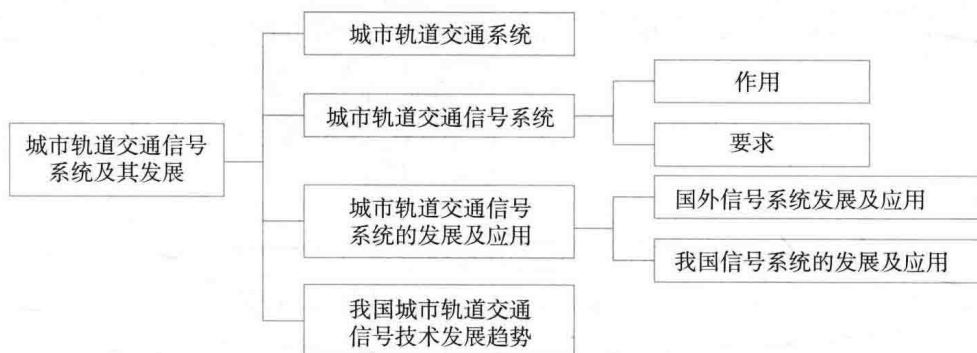 城市轨道交通信号
系统及其发展
城市轨道交通系统
城市轨道交通信号系统
作用
要求
城市轨道交通信号
系统的发展及应用
国外信号系统发展及应用
我国信号系统的发展及应用
我国城市轨道交通
信号技术发展趋势